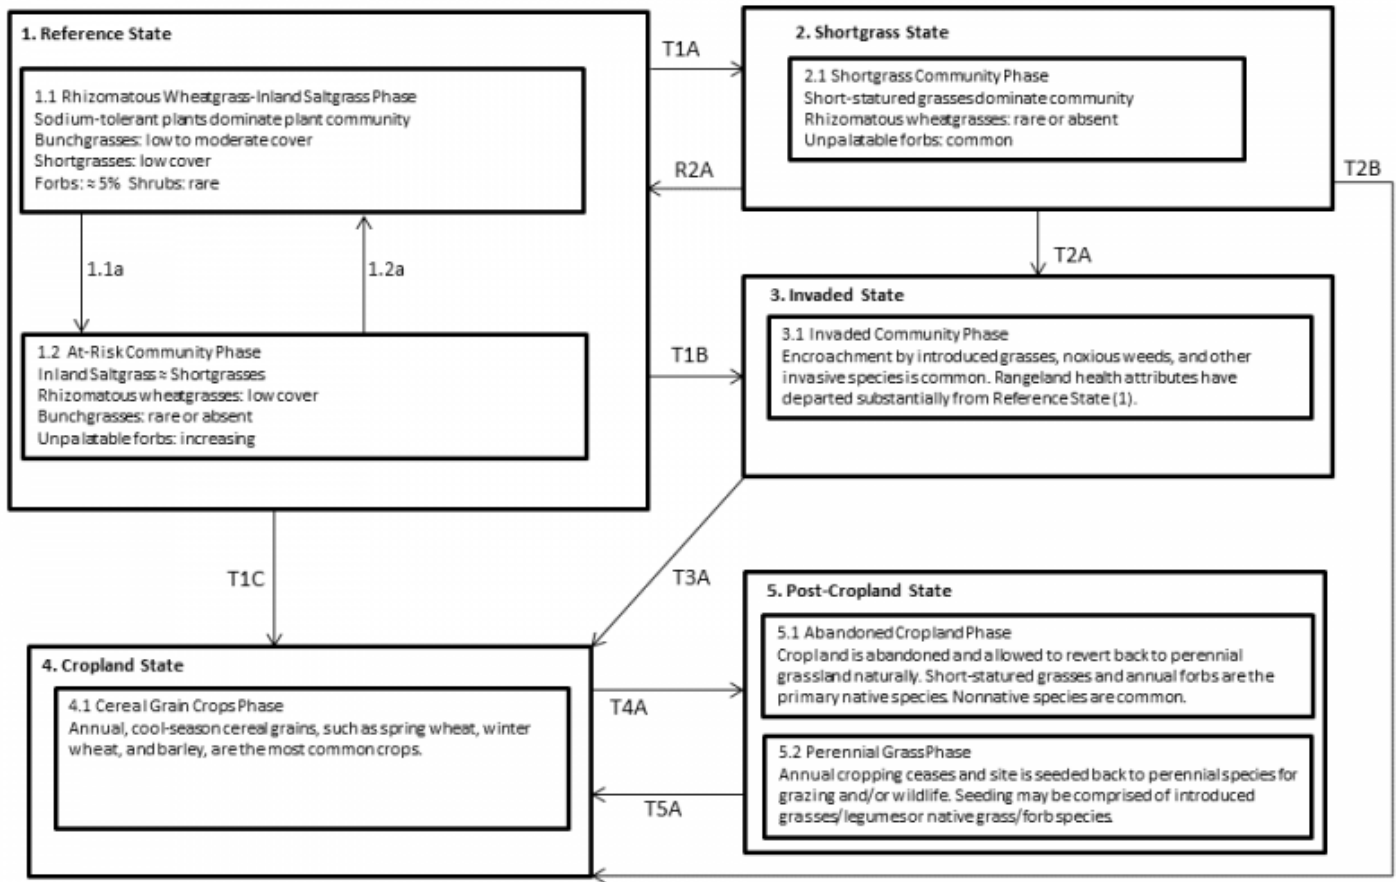 1. Reference State
1.1 Rhizomatous Wheatgrass-Inland Saltgrass Phase
Sodium-tolerant plants dominate plant community
Bunchgrasses: low to moderate cover
Shortgrasses: low cover
Forbs: ≈ 5% Shrubs: rare
1.1a
1.2a
1.2 At-Risk Community Phase
Inland Saltgrass ≈ Shortgrasses
Rhizomatous wheatgrasses: low cover
Bunchgrasses: rare or absent
Unpalatable forbs: increasing
T1A
R2A
T1B
2. Shortgrass State
2.1 Shortgrass Community Phase
Short-statured grasses dominate community
Rhizomatous wheatgrasses: rare or absent
Unpalatable forbs: common
T2B
T2A
3. Invaded State
3.1 Invaded Community Phase
Encroachment by introduced grasses, noxious weeds, and other
invasive species is common. Rangeland health attributes have
departed substantially from Reference State (1).
T1C
T3A
4. Cropland State
4.1 Cereal Grain Crops Phase
Annual, cool-season cereal grains, such as spring wheat, winter
wheat, and barley, are the most common crops.
T4A
T5A
5. Post-Cropland State
5.1 Abandoned Cropland Phase
Cropland is abandoned and allowed to revert back to perennial
grassland naturally. Short-statured grasses and annual forbs are the
primary native species. Nonnative species are common.
5.2 Perennial Grass Phase
Annual cropping ceases and site is seeded back to perennial species for
grazing and/or wildlife. Seeding may be comprised of introduced
grasses/legumes or native grass/forb species.